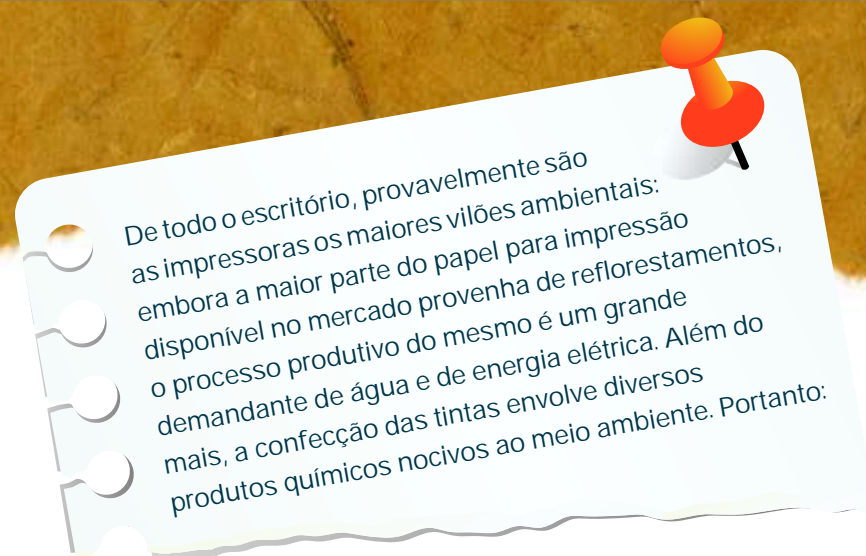 De todo o escritório, provavelmente são
as impressoras os maiores vilões ambientais:
embora a maior parte do papel para impressão
disponível no mercado provenha de reflorestamentos,
o processo produtivo do mesmo é um grande
demandante de água e de energia elétrica. Além do
mais, a confecção das tintas envolve diversos
produtos químicos nocivos ao meio ambiente. Portanto: